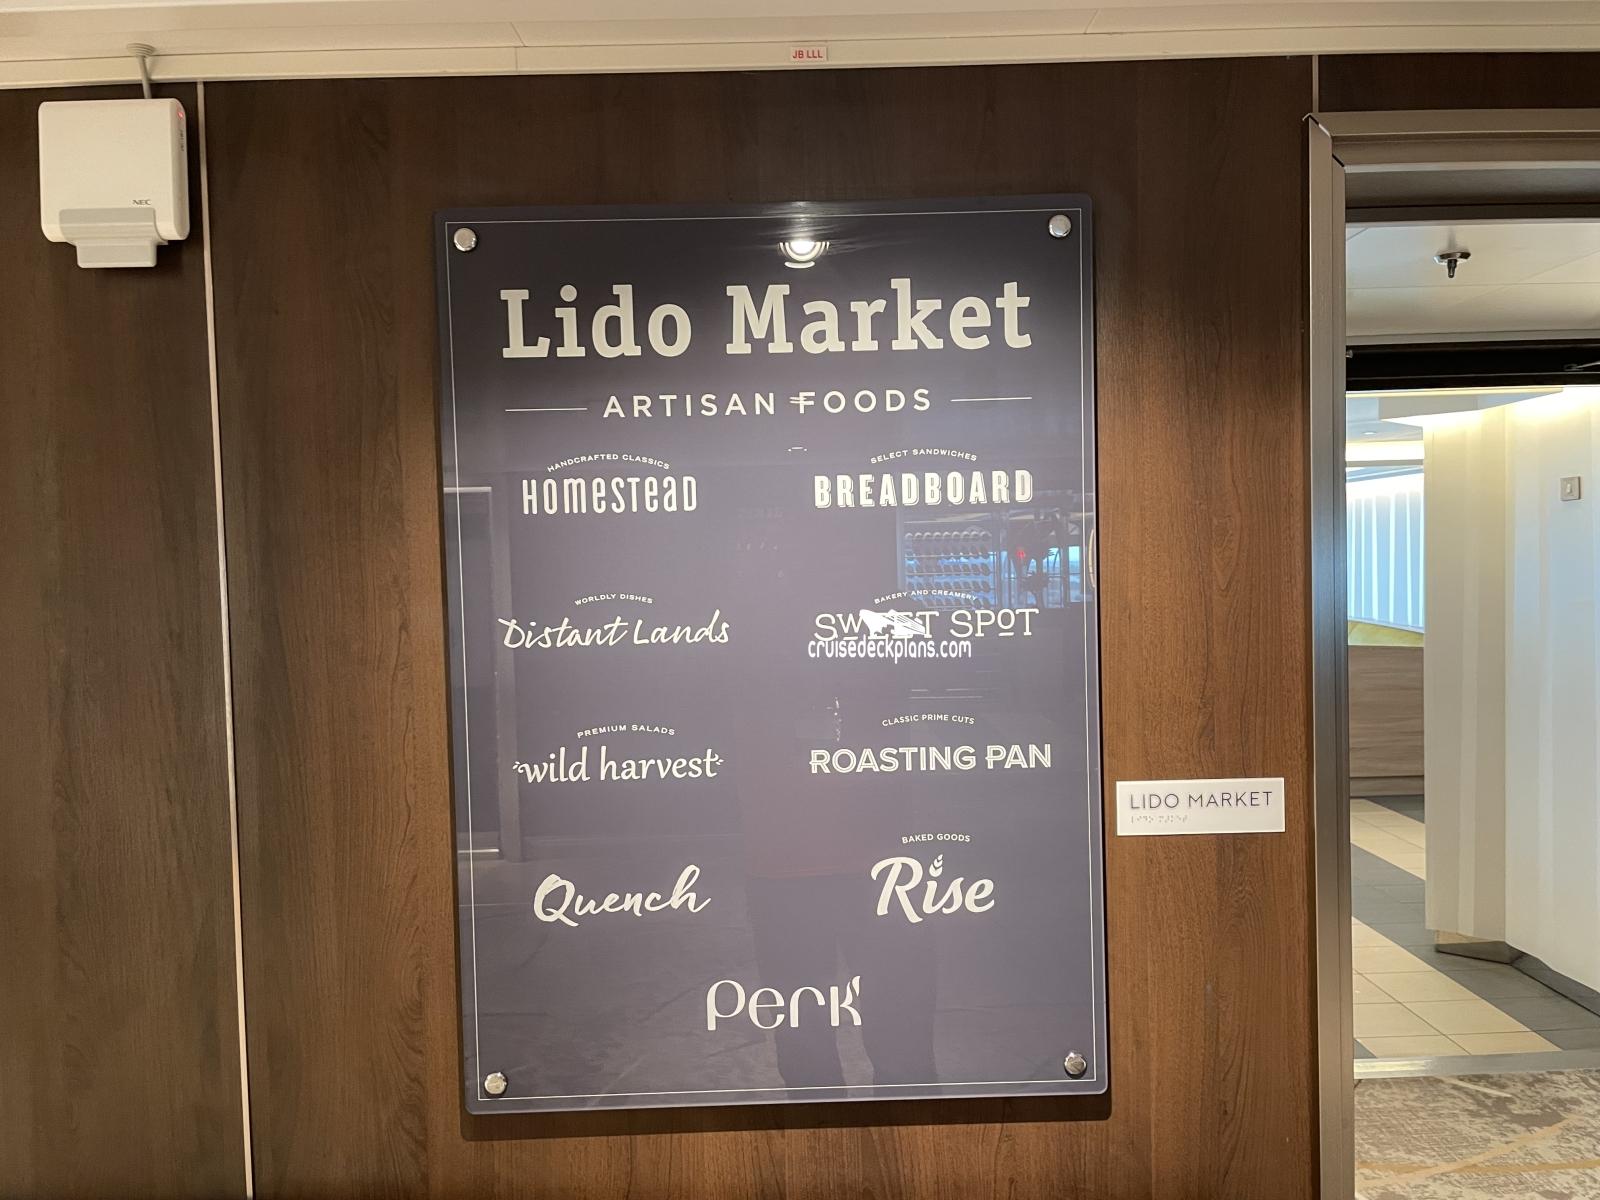 JB LLL
NEC
Lido Market
ARTISAN FOODS
HANDCRAFTED CLASSICS
HOMESTEAD
SELECT SANDWICHES
BREADBOARD
WORLDLY DISHES
Distant Lands
BAKERY AND CREAMERY
SWEET SPOT
cruisedeckplans.com
PREMIUM SALADS
wild harvest
CLASSIC PRIME CUTS
ROASTING PAN
LIDO MARKET
Quench
BAKED GOODS
Rise
perk